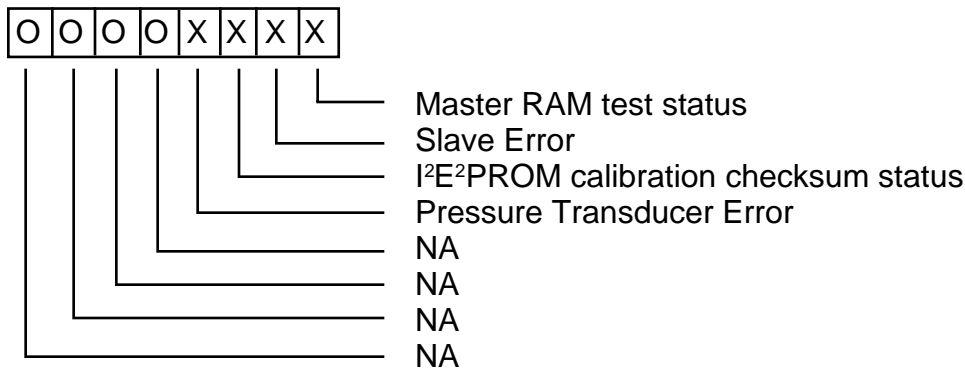 O O O O X X X X
Master RAM test status
Slave Error
I²E²PROM calibration checksum status
Pressure Transducer Error
NA
NA
NA
NA